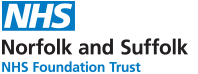 NHS
Norfolk and Suffolk
NHS Foundation Trust